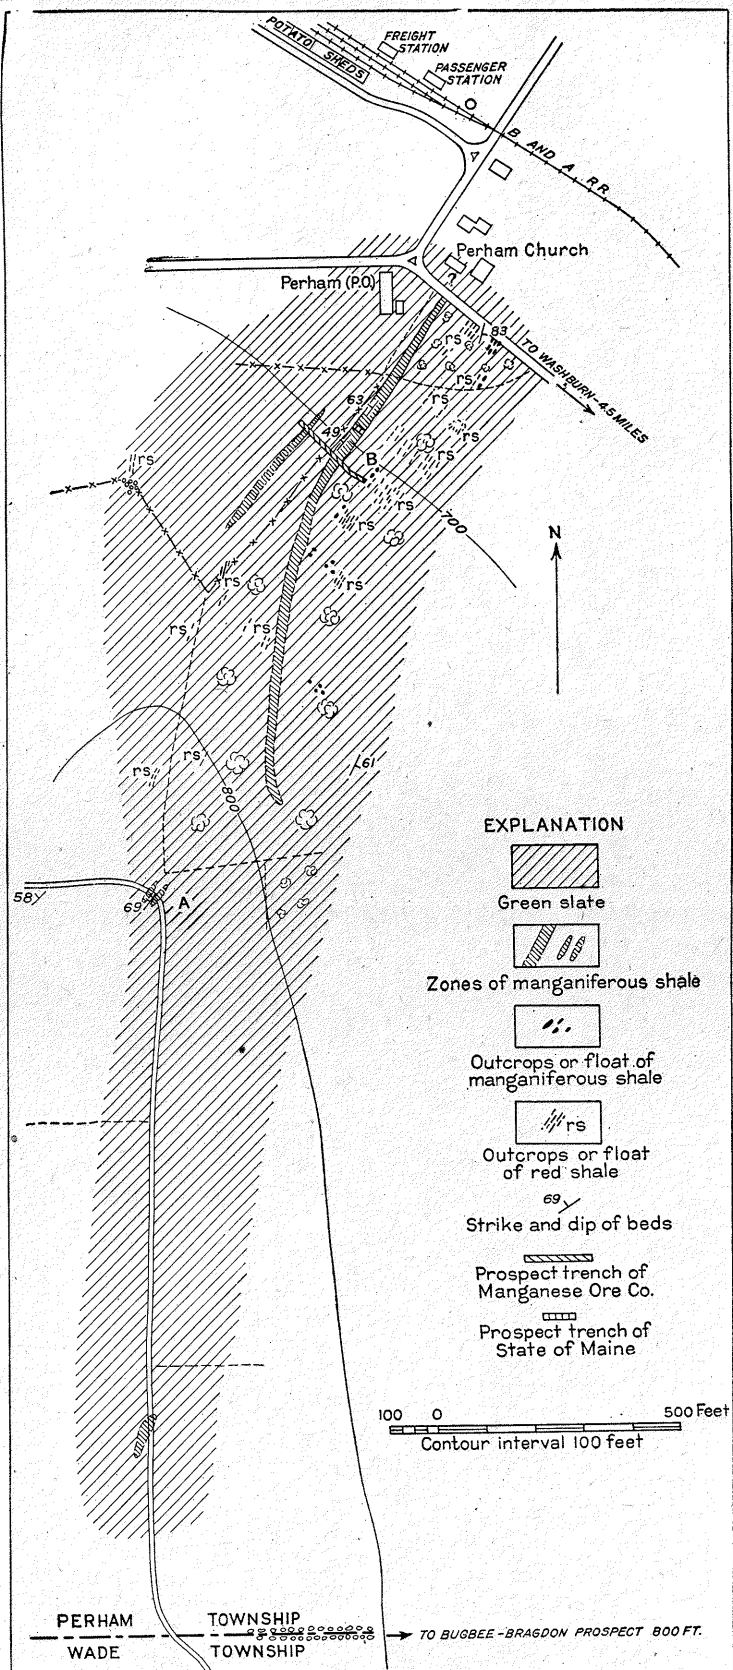 POTATO SHEDS
FREIGHT
STATION
PASSENGER
STATION
B AND A RR
Perham Church
?
Perham (P.O.)
83
rs
TO WASHBURN-4.5 MILES
rs
63
rs
49
rs
rs
B
rs
rs
700
N
rs
rs
rs
rs
rs
rs
61
800
58
69
A
EXPLANATION
Green slate
Zones of manganiferous shale
Outcrops or float of
manganiferous shale
rs
Outcrops or float
of red shale
69
Strike and dip of beds
Prospect trench of
Manganese Ore Co.
Prospect trench of
State of Maine
100 0 500 Feet
Contour interval 100 feet
PERHAM TOWNSHIP
TO BUGBEE-BRAGDON PROSPECT 800 FT.
WADE TOWNSHIP